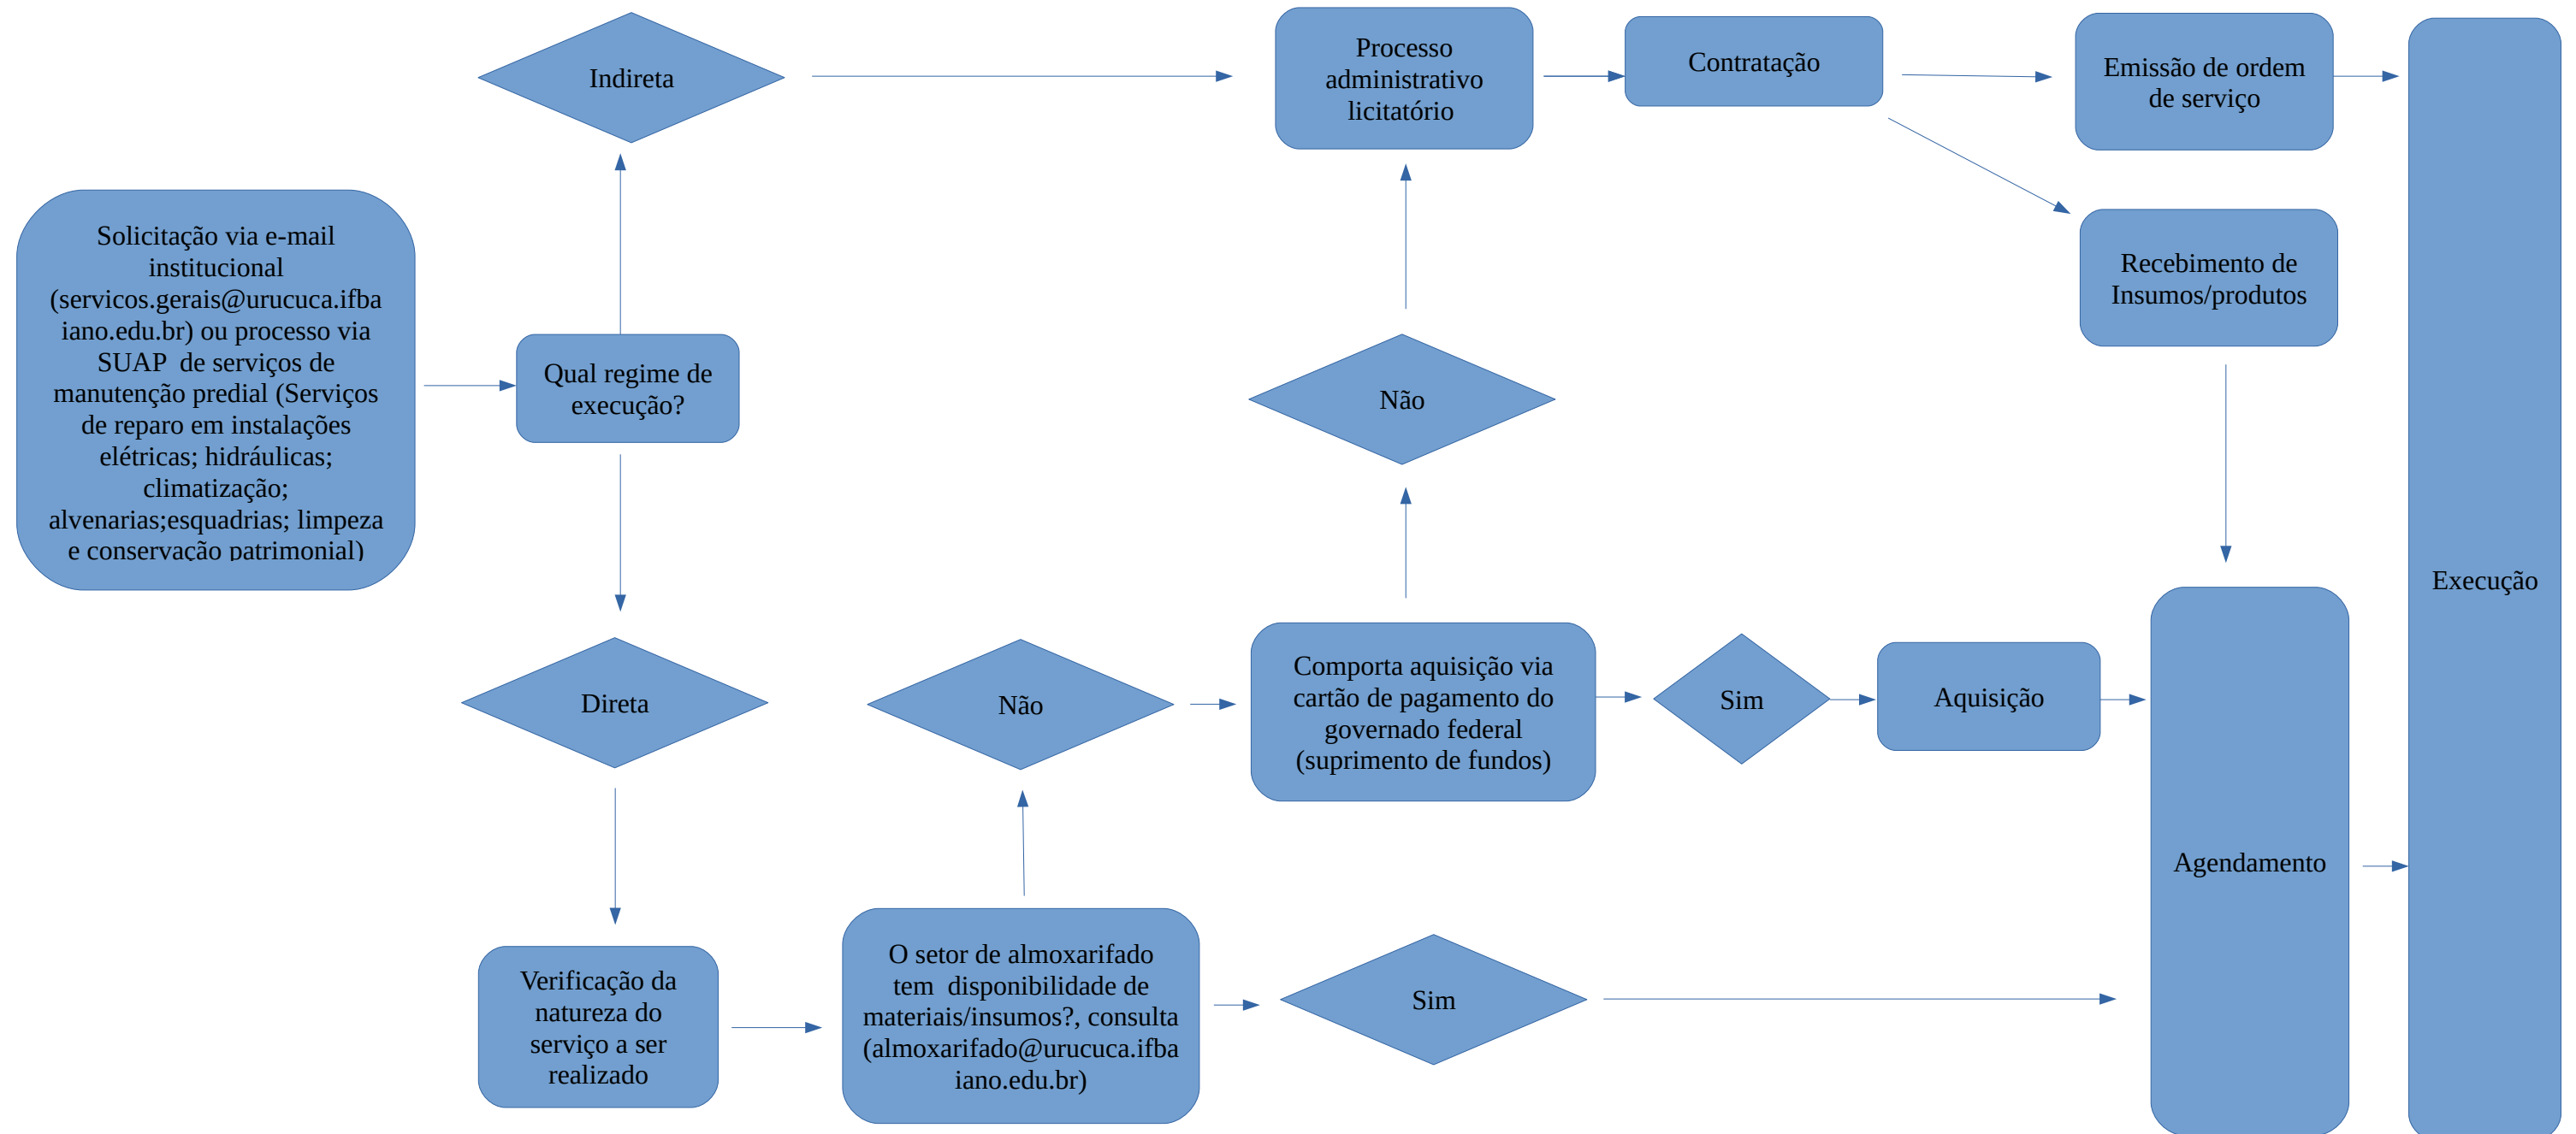 Indireta
Processo
administrativo
licitatório
Contratação
Emissão de ordem
de serviço
Solicitação via e-mail
institucional
(servicos.gerais@urucuca.ifba
iano.edu.br) ou processo via
SUAP  de serviços de
manutenção predial (Serviços
de reparo em instalações
elétricas; hidráulicas;
climatização;
alvenarias;esquadrias; limpeza
e conservação patrimonial)
Qual regime de
execução?
Não
Recebimento de
Insumos/produtos
Execução
Direta
Não
Comporta aquisição via
cartão de pagamento do
governado federal
(suprimento de fundos)
Sim
Aquisição
Agendamento
Verificação da
natureza do
serviço a ser
realizado
O setor de almoxarifado
tem  disponibilidade de
materiais/insumos?, consulta
(almoxarifado@urucuca.ifba
iano.edu.br)
Sim